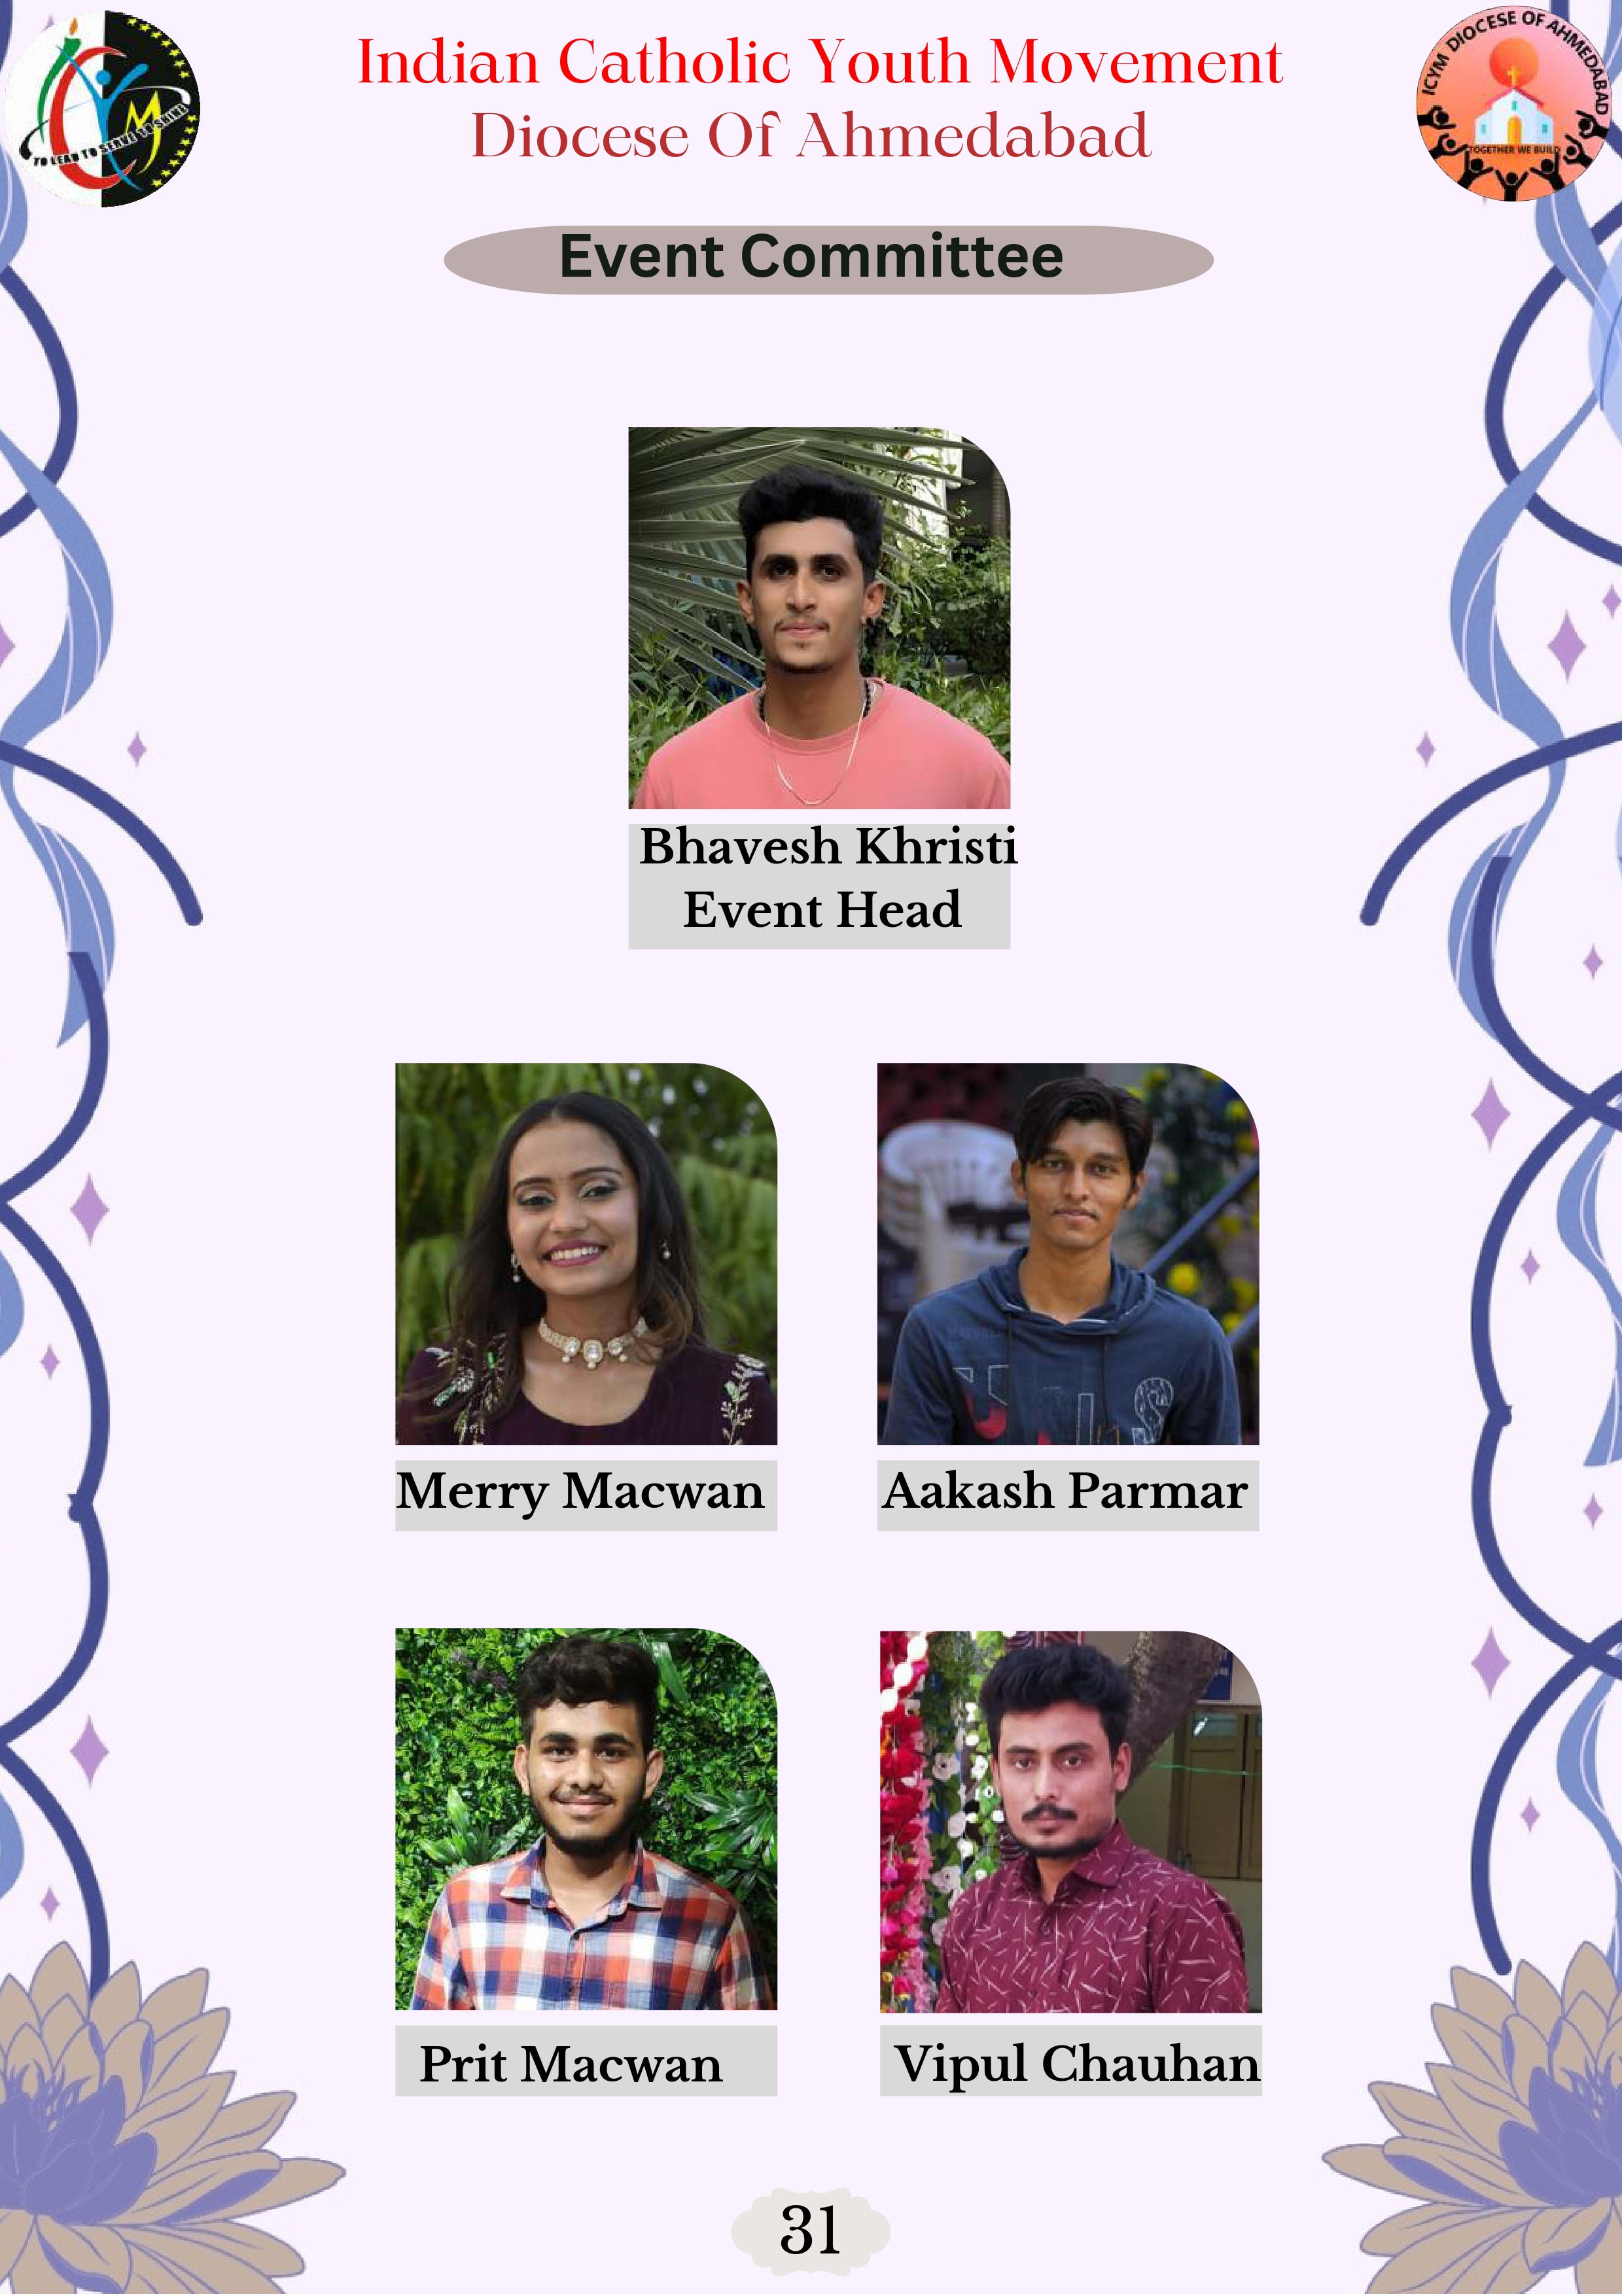 TO LEAD TO SERVE TO SHINE
Indian Catholic Youth Movement
Diocese Of Ahmedabad
ICYM DIOCESE OF AHMEDABAD
TOGETHER WE BUILD
Event Committee
Bhavesh Khristi
Event Head
Merry Macwan
Aakash Parmar
Prit Macwan
Vipul Chauhan
31